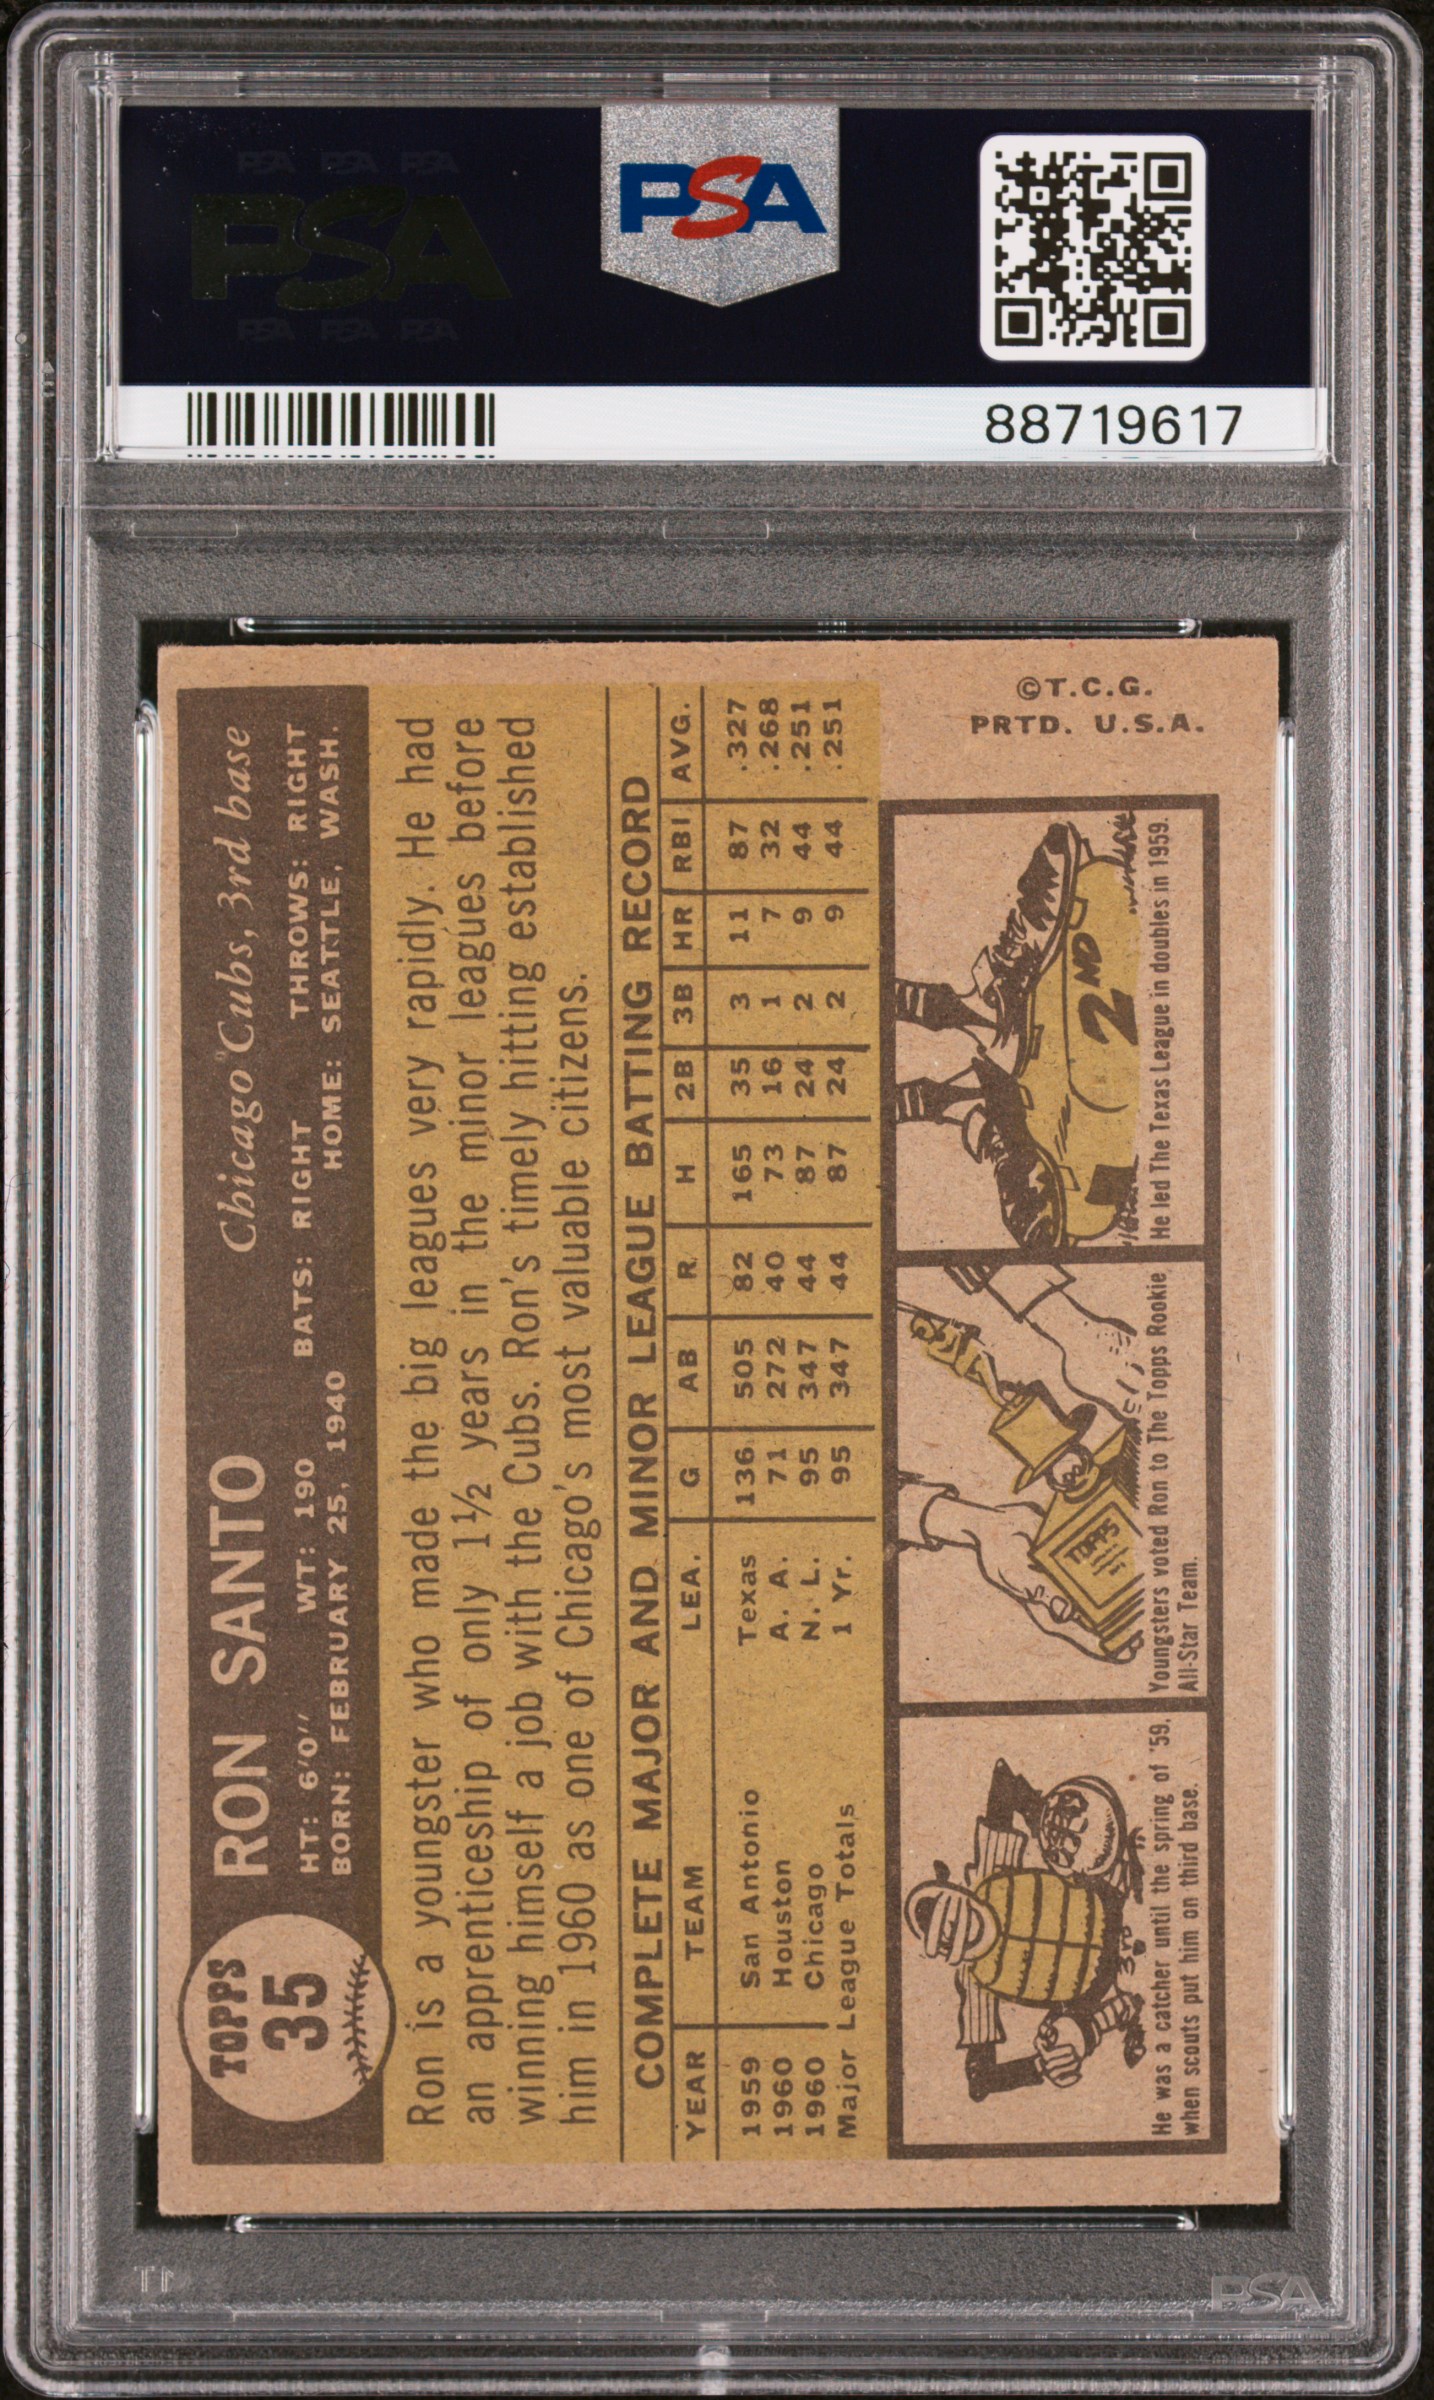 PSA PSA PSA
PSA
PSA PSA PSA
PSA
88719617
TOPPS
35
RON SANTO
Chicago Cubs, 3rd base
HT: 6'0" WT: 190 BATS: RIGHT THROWS: RIGHT
BORN: FEBRUARY 25, 1940 HOME: SEATTLE, WASH.
Ron is a youngster who made the big leagues very rapidly. He had
an apprenticeship of only 1½ years in the minor leagues before
winning himself a job with the Cubs. Ron's timely hitting established
him in 1960 as one of Chicago's most valuable citizens.
COMPLETE MAJOR AND MINOR LEAGUE BATTING RECORD
YEAR TEAM LEA. G AB R H 2B 3B HR RBI AVG.
1959 San Antonio Texas 136 505 82 165 35 3 11 87 .327
1960 Houston A. A. 71 272 40 73 16 1 7 32 .268
1960 Chicago N. L. 95 347 44 87 24 2 9 44 .251
Major League Totals 1 Yr. 95 347 44 87 24 2 9 44 .251
3rd
He was a catcher until the spring of '59.
when scouts put him on third base.
TOPPS
Youngsters voted Ron to The Topps Rookie
All-Star Team.
2ND
He led The Texas League in doubles in 1959.
©T.C.G.
PRTD. U.S.A.
PSA